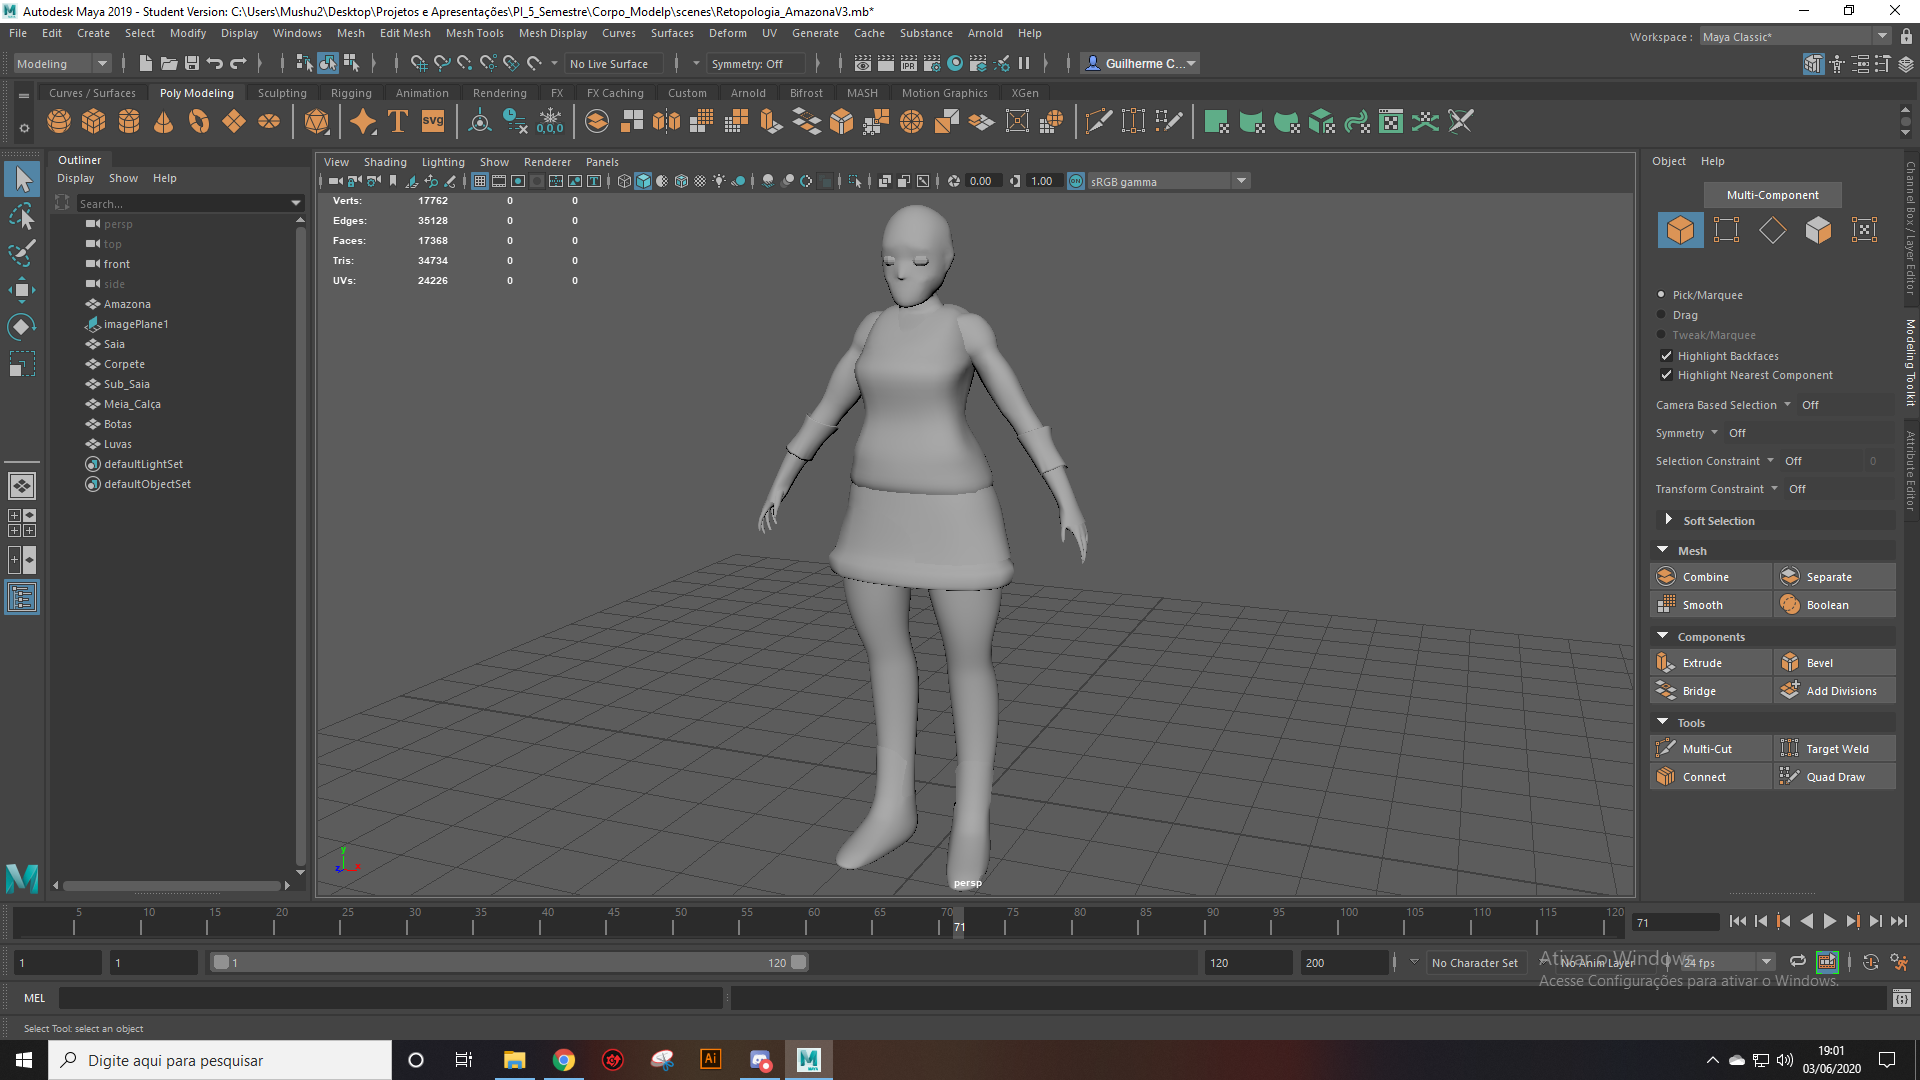 Autodesk Maya 2019 - Student Version: C:\Users\Mushu2\Desktop\Projetos e Apresentações\PI_5_Semestre\Corpo_Modelp\scenes\Retopologia_AmazonaV3.mb*
File Edit Create Select Modify Display Windows Mesh Edit Mesh Mesh Tools Mesh Display Curves Surfaces Deform UV Generate Cache Substance Arnold Help
Workspace : Maya Classic*
Modeling No Live Surface Symmetry: Off Guilherme C...
Curves / Surfaces Poly Modeling Sculpting Rigging Animation Rendering FX FX Caching Custom Arnold Bifrost MASH Motion Graphics XGen
T svg 0,0,0
IPR
Outliner
Display Show Help
Search...
persp
top
front
side
Amazona
imagePlane1
Saia
Corpete
Sub_Saia
Meia_Calça
Botas
Luvas
defaultLightSet
defaultObjectSet
View Shading Lighting Show Renderer Panels
0.00 1.00 ON sRGB gamma
Verts: 17762 0 0
Edges: 35128 0 0
Faces: 17368 0 0
Tris: 34734 0 0
UVs: 24226 0 0
y
z x
persp
Object Help
Multi-Component
Pick/Marquee
Drag
Tweak/Marquee
Highlight Backfaces
Highlight Nearest Component
Camera Based Selection Off
Symmetry Off
Selection Constraint Off 0
Transform Constraint Off
Soft Selection
Mesh
Combine Separate
Smooth Boolean
Components
Extrude Bevel
Bridge Add Divisions
Tools
Multi-Cut Target Weld
Connect Quad Draw
Channel Box / Layer Editor
Modeling Toolkit
Attribute Editor
5 10 15 20 25 30 35 40 45 50 55 60 65 70 75 80 85 90 95 100 105 110 115 120
71 71
1 1 1 120 120 200 No Character Set No Anim Layer 24 fps
Ativar o Windows
Acesse Configurações para ativar o Windows.
MEL
Select Tool: select an object
Digite aqui para pesquisar
Ai
M
19:01
03/06/2020